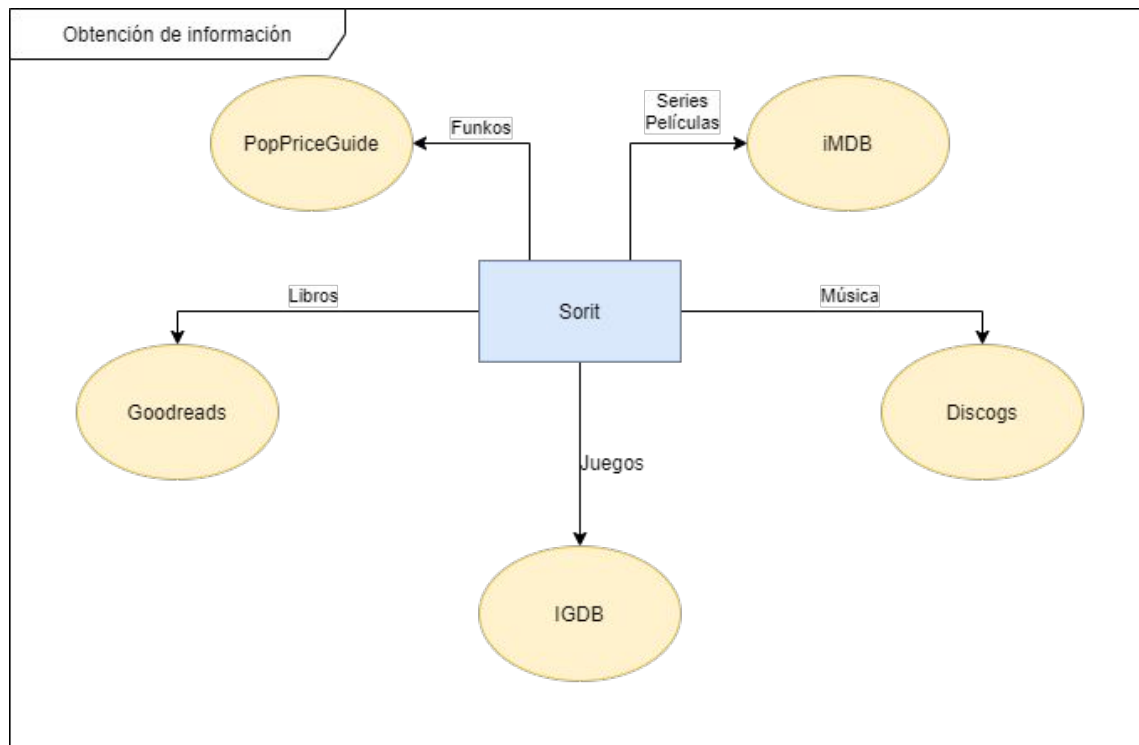 Obtención de información
Series
Películas
Funkos
PopPriceGuide
iMDB
Libros
Música
Sorit
Goodreads
Discogs
Juegos
IGDB